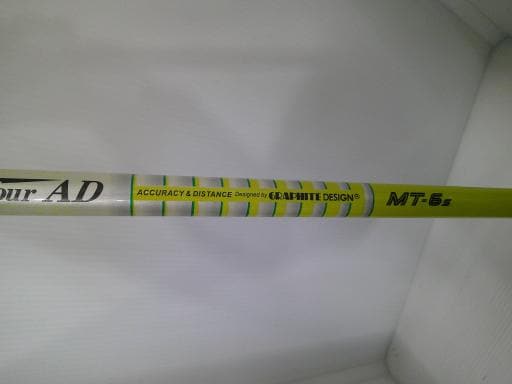 our AD ACCURACY & DISTANCE Designed by GRAPHITE DESIGN® MT-6s